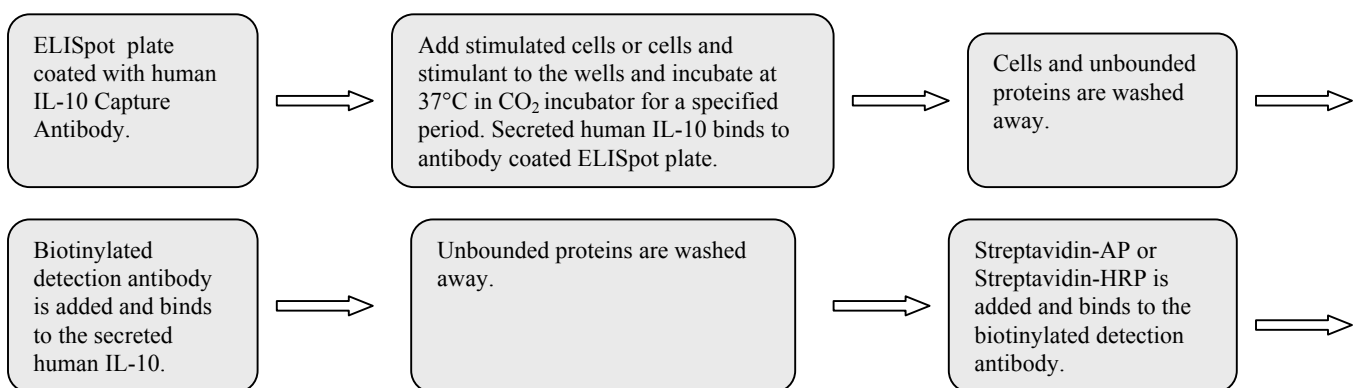 ELISpot plate
coated with human
IL-10 Capture
Antibody.
Add stimulated cells or cells and
stimulant to the wells and incubate at
37°C in CO₂ incubator for a specified
period. Secreted human IL-10 binds to
antibody coated ELISpot plate.
Cells and unbounded
proteins are washed
away.
Biotinylated
detection antibody
is added and binds
to the secreted
human IL-10.
Unbounded proteins are washed
away.
Streptavidin-AP or
Streptavidin-HRP is
added and binds to the
biotinylated detection
antibody.